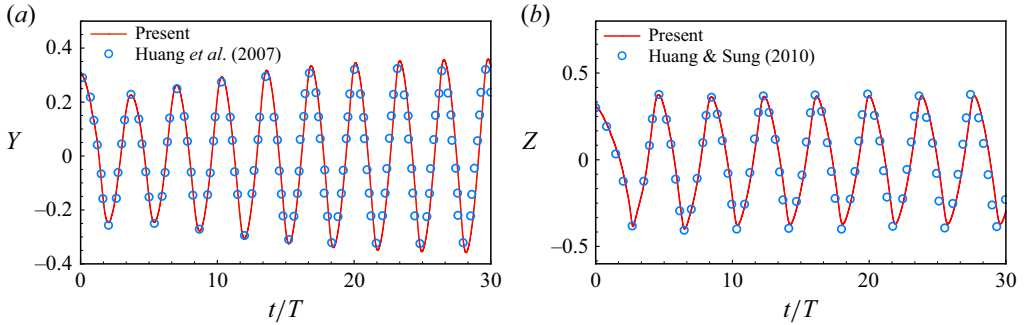 (a)
Present
Huang et al. (2007)
0.4
0.2
0
−0.2
−0.4
Y
0
10
20
30
t/T
(b)
Present
Huang & Sung (2010)
0.5
0
−0.5
Z
0
10
20
30
t/T